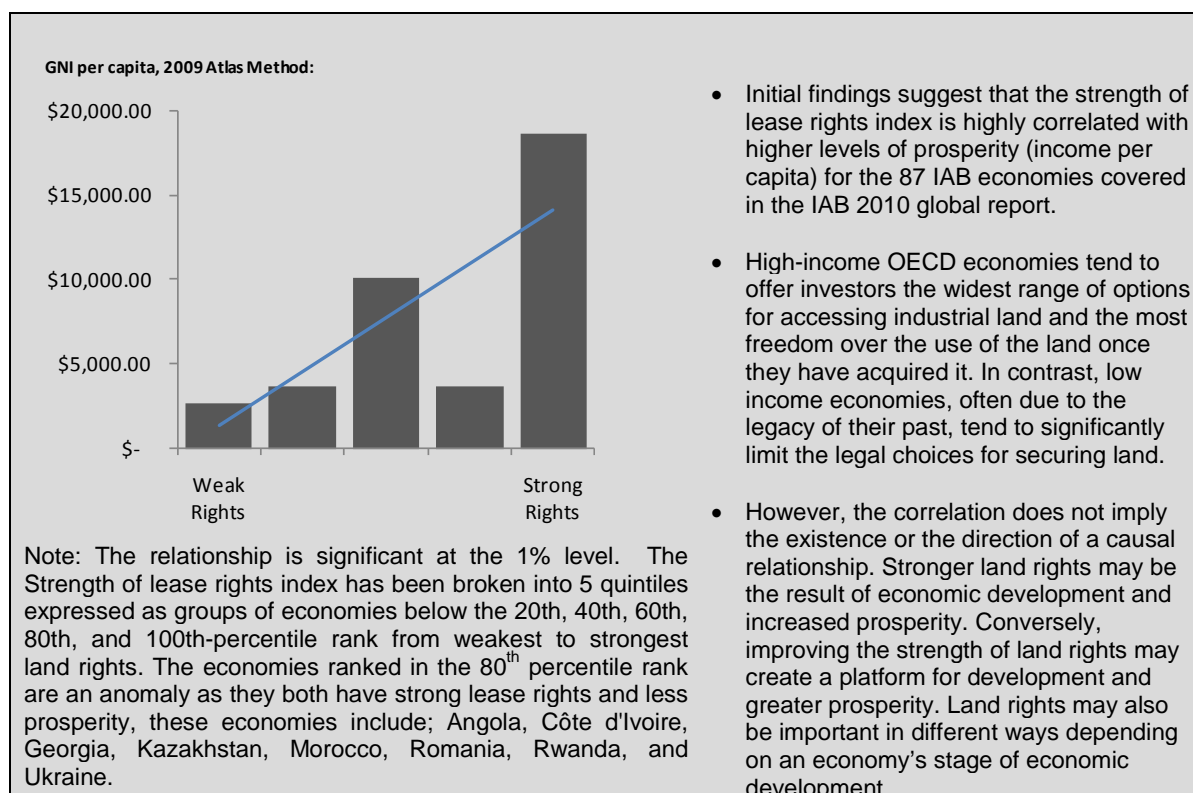 GNI per capita, 2009 Atlas Method:
$20,000.00
$15,000.00
$10,000.00
$5,000.00
$-
Weak
Rights
Strong
Rights
Note: The relationship is significant at the 1% level. The
Strength of lease rights index has been broken into 5 quintiles
expressed as groups of economies below the 20th, 40th, 60th,
80th, and 100th-percentile rank from weakest to strongest
land rights. The economies ranked in the 80th percentile rank
are an anomaly as they both have strong lease rights and less
prosperity, these economies include; Angola, Côte d'Ivoire,
Georgia, Kazakhstan, Morocco, Romania, Rwanda, and
Ukraine.
• Initial findings suggest that the strength of
lease rights index is highly correlated with
higher levels of prosperity (income per
capita) for the 87 IAB economies covered
in the IAB 2010 global report.
• High-income OECD economies tend to
offer investors the widest range of options
for accessing industrial land and the most
freedom over the use of the land once
they have acquired it. In contrast, low
income economies, often due to the
legacy of their past, tend to significantly
limit the legal choices for securing land.
• However, the correlation does not imply
the existence or the direction of a causal
relationship. Stronger land rights may be
the result of economic development and
increased prosperity. Conversely,
improving the strength of land rights may
create a platform for development and
greater prosperity. Land rights may also
be important in different ways depending
on an economy's stage of economic
development